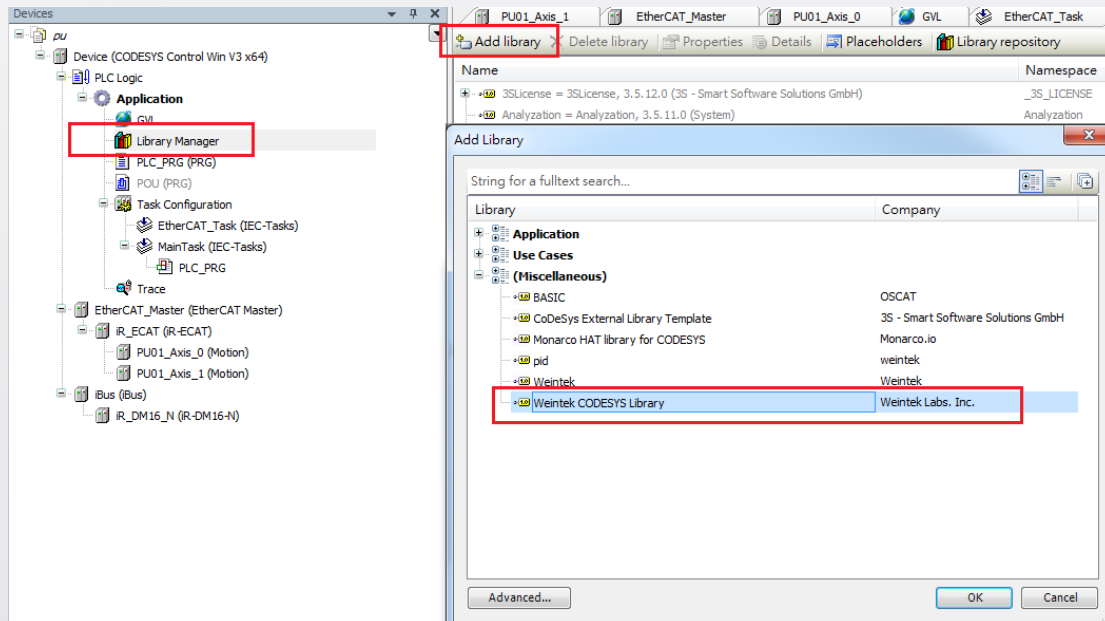 Devices
pu
Device (CODESYS Control Win V3 x64)
PLC Logic
Application
GVL
Library Manager
PLC_PRG (PRG)
POU (PRG)
Task Configuration
EtherCAT_Task (IEC-Tasks)
MainTask (IEC-Tasks)
PLC_PRG
Trace
EtherCAT_Master (EtherCAT Master)
iR_ECAT (iR-ECAT)
PU01_Axis_0 (Motion)
PU01_Axis_1 (Motion)
iBus (iBus)
iR_DM16_N (iR-DM16-N)
PU01_Axis_1 EtherCAT_Master PU01_Axis_0 GVL EtherCAT_Task
Add library Delete library Properties Details Placeholders Library repository
Name Namespace
3SLicense = 3SLicense, 3.5.12.0 (3S - Smart Software Solutions GmbH) _3S_LICENSE
Analyzation = Analyzation, 3.5.11.0 (System) Analyzation
Add Library
String for a fulltext search...
Library Company
Application
Use Cases
(Miscellaneous)
BASIC OSCAT
CoDeSys External Library Template 3S - Smart Software Solutions GmbH
Monarco HAT library for CODESYS Monarco.io
pid weintek
Weintek Weintek
Weintek CODESYS Library Weintek Labs. Inc.
Advanced... OK Cancel